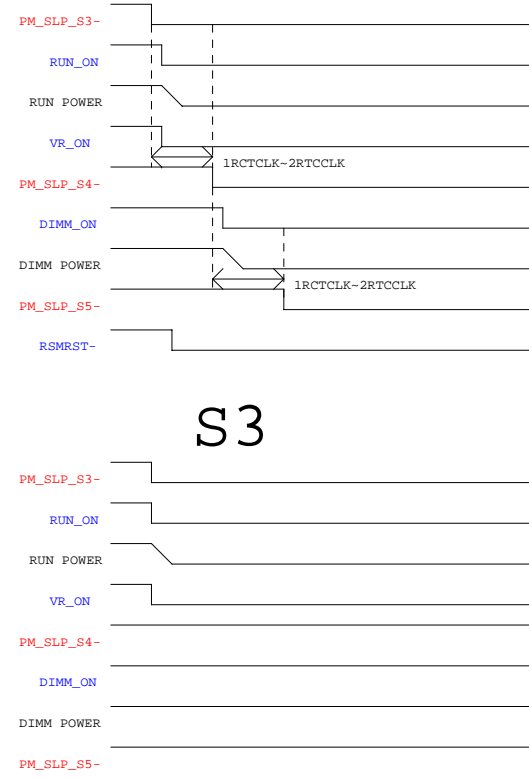 PM_SLP_S3-
RUN_ON
RUN POWER
VR_ON
1RCTCLK~2RTCCLK
PM_SLP_S4-
DIMM_ON
DIMM POWER
1RCTCLK~2RTCCLK
PM_SLP_S5-
RSMRST-
S3
PM_SLP_S3-
RUN_ON
RUN POWER
VR_ON
PM_SLP_S4-
DIMM_ON
DIMM POWER
PM_SLP_S5-